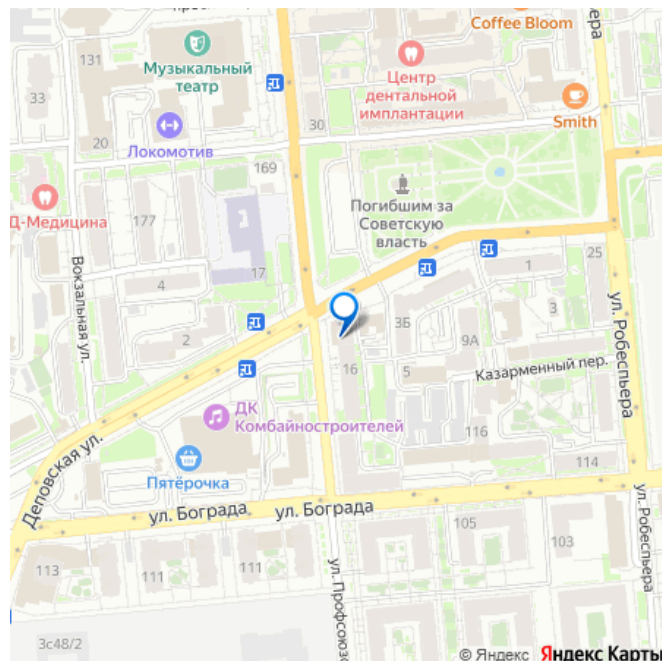 Coffee Bloom
131
Музыкальный
театр
Центр
дентальной
имплантации
33
Smith
30
20
Локомотив
169
Погибшим за
Советскую
власть
Д-Медицина
177
17
25
Вокзальная ул.
4
1
2
3Б
3
9А
ул. Робеспьера
16
5
Казарменный пер.
ДК
Комбайностроителей
116
Деповская ул.
114
Пятёрочка
ул. Бограда
ул. Бограда
105
103
ул. Робеспьера
113
111
111
ул. Профсоюзо
3с48/2
© Яндекс Яндекс Карты